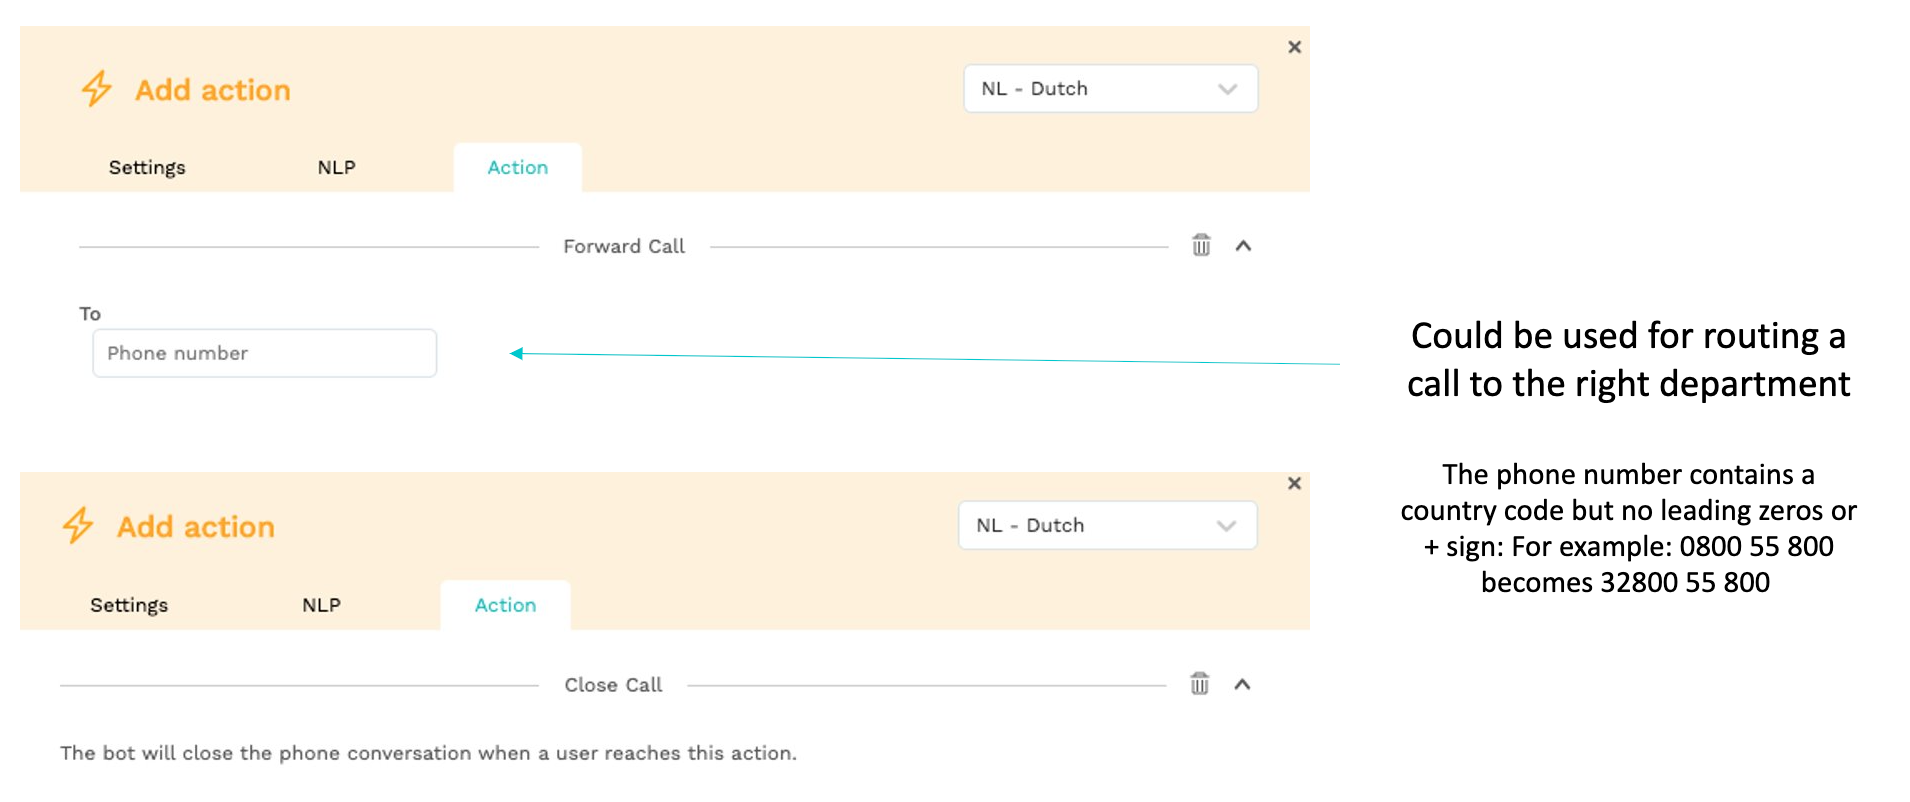 Add action
NL - Dutch
Settings
NLP
Action
Forward Call
To
Phone number
Could be used for routing a
call to the right department
The phone number contains a
country code but no leading zeros or
+ sign: For example: 0800 55 800
becomes 32800 55 800
Add action
NL - Dutch
Settings
NLP
Action
Close Call
The bot will close the phone conversation when a user reaches this action.